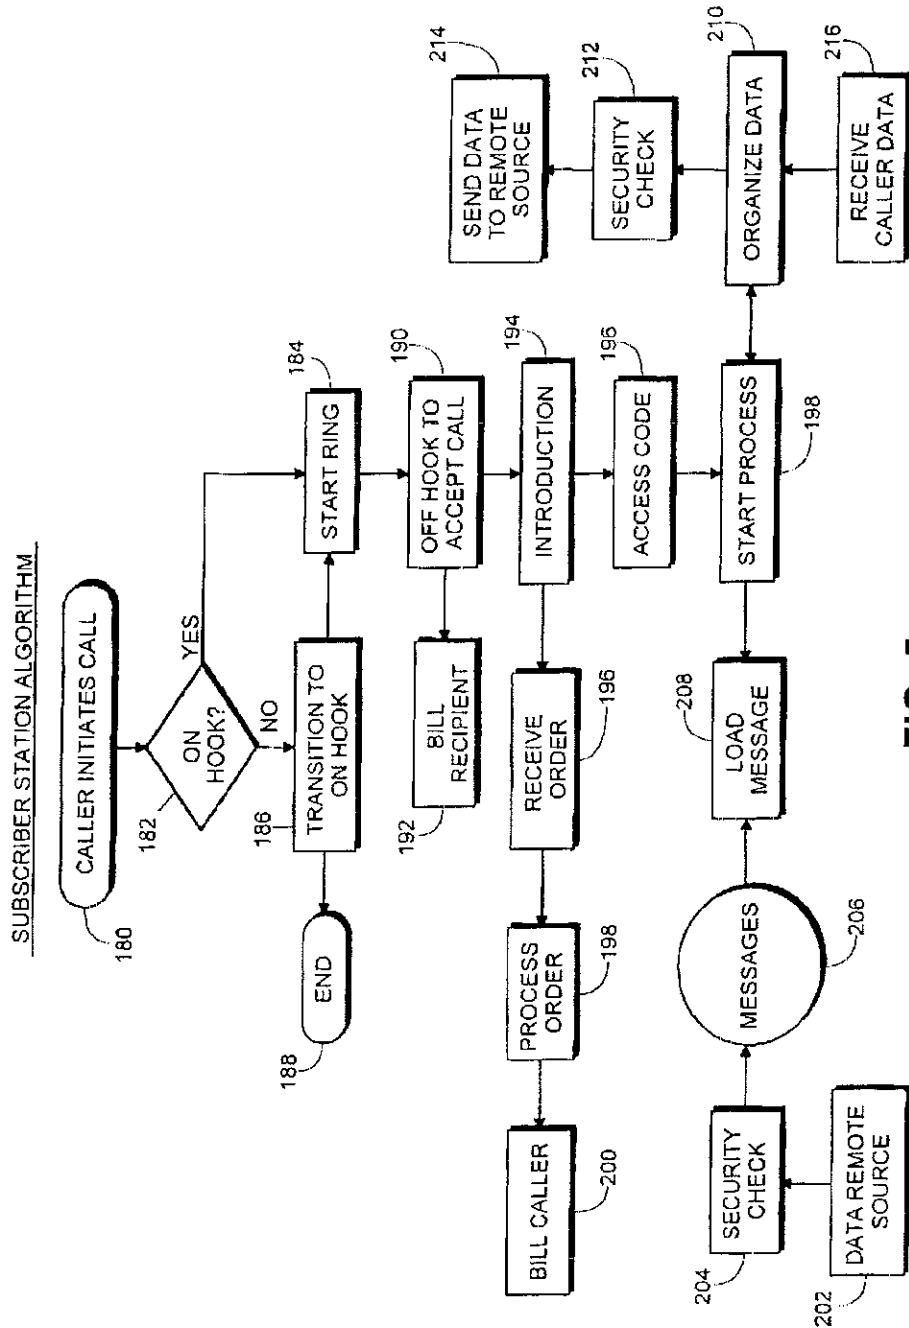 SUBSCRIBER STATION ALGORITHM
CALLER INITIATES CALL
180
ON
HOOK?
182
YES
NO
TRANSITION TO
ON HOOK
186
END
188
START RING
184
OFF HOOK TO
ACCEPT CALL
190
BILL
RECIPIENT
192
INTRODUCTION
194
RECEIVE
ORDER
196
PROCESS
ORDER
198
BILL CALLER
200
ACCESS CODE
196
START PROCESS
198
LOAD
MESSAGE
208
MESSAGES
206
SECURITY
CHECK
204
DATA REMOTE
SOURCE
202
SEND DATA
TO REMOTE
SOURCE
214
SECURITY
CHECK
212
ORGANIZE DATA
210
RECEIVE
CALLER DATA
216